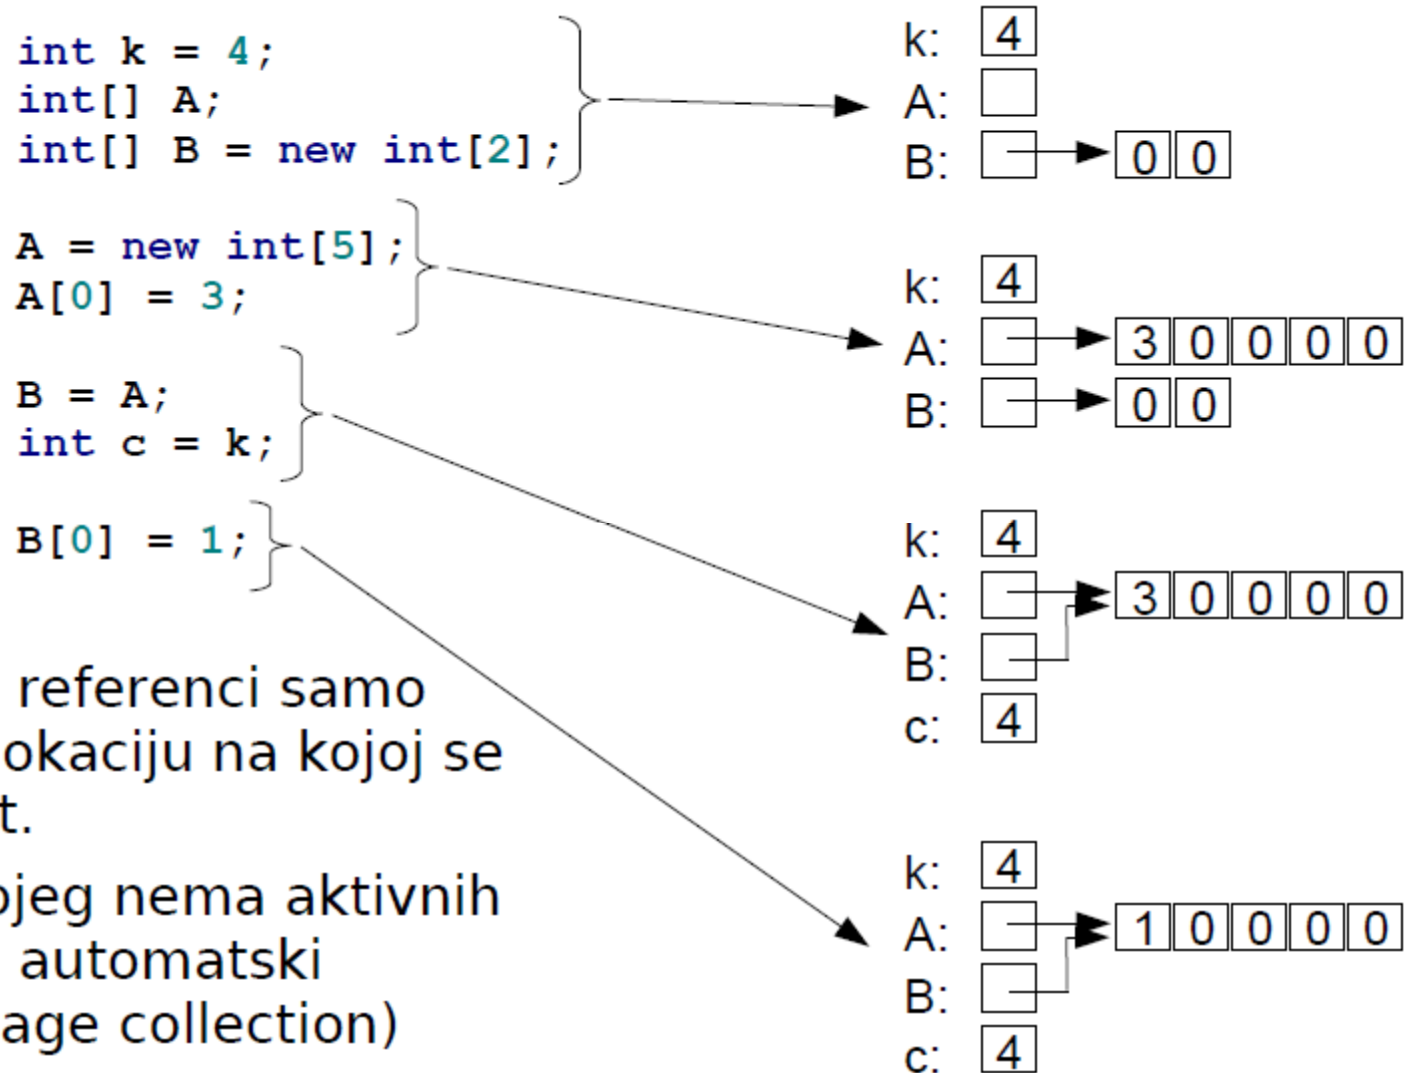 int k = 4;
int[] A;
int[] B = new int[2];
A = new int[5];
A[0] = 3;
B = A;
int c = k;
B[0] = 1;
referenci samo
okaciju na kojoj se
t.
ojeg nema aktivnih
automatski
age collection)
k: 4
A:
B: 0 0
k: 4
A: 3 0 0 0 0
B: 0 0
k: 4
A: 3 0 0 0 0
B:
c: 4
k: 4
A: 1 0 0 0 0
B:
c: 4